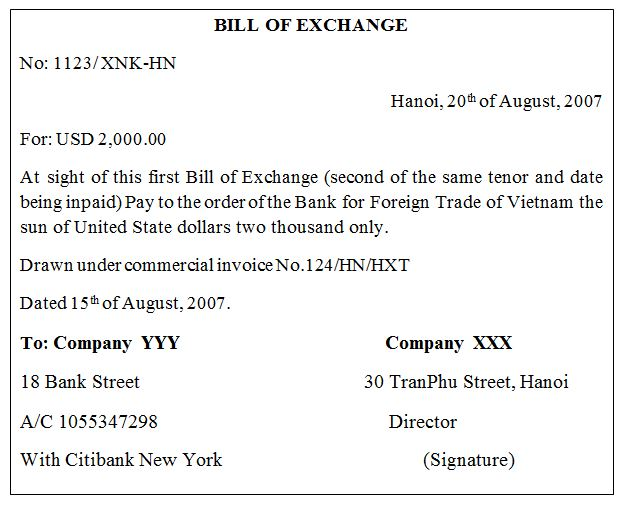 BILL OF EXCHANGE
No: 1123/XNK-HN
Hanoi, 20th of August, 2007
For: USD 2,000.00
At sight of this first Bill of Exchange (second of the same tenor and date
being inpaid) Pay to the order of the Bank for Foreign Trade of Vietnam the
sun of United State dollars two thousand only.
Drawn under commercial invoice No.124/HN/HXT
Dated 15th of August, 2007.
To: Company YYY Company XXX
18 Bank Street 30 TranPhu Street, Hanoi
A/C 1055347298 Director
With Citibank New York (Signature)